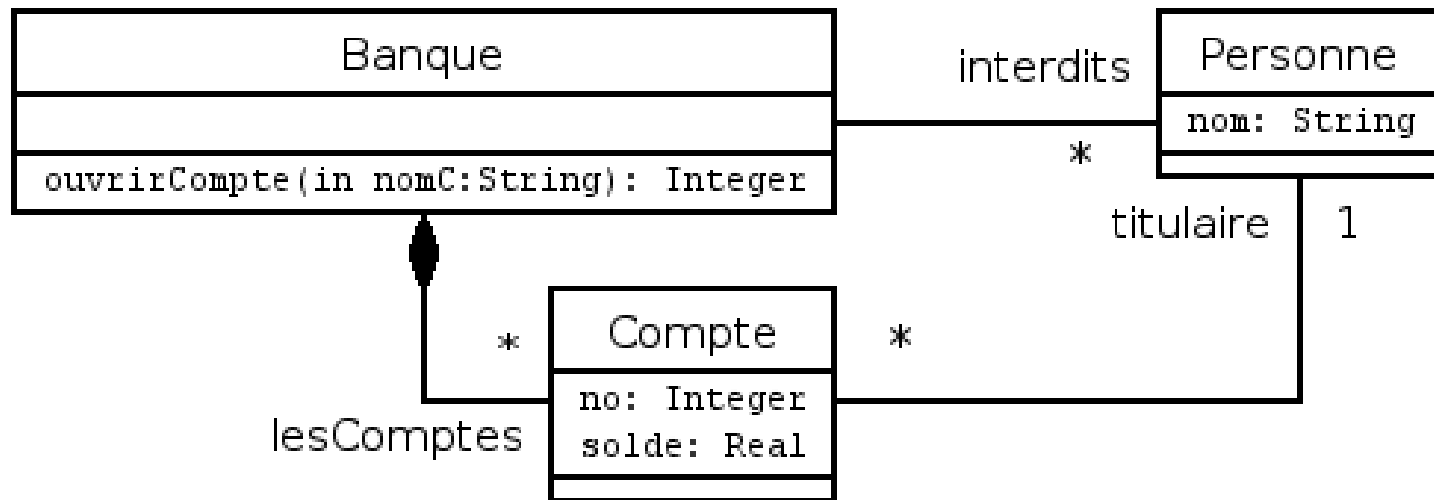 Banque
ouvrirCompte(in nomC:String): Integer
interdits
*
Personne
nom: String
titulaire
1
*
lesComptes
Compte
no: Integer
solde: Real
*